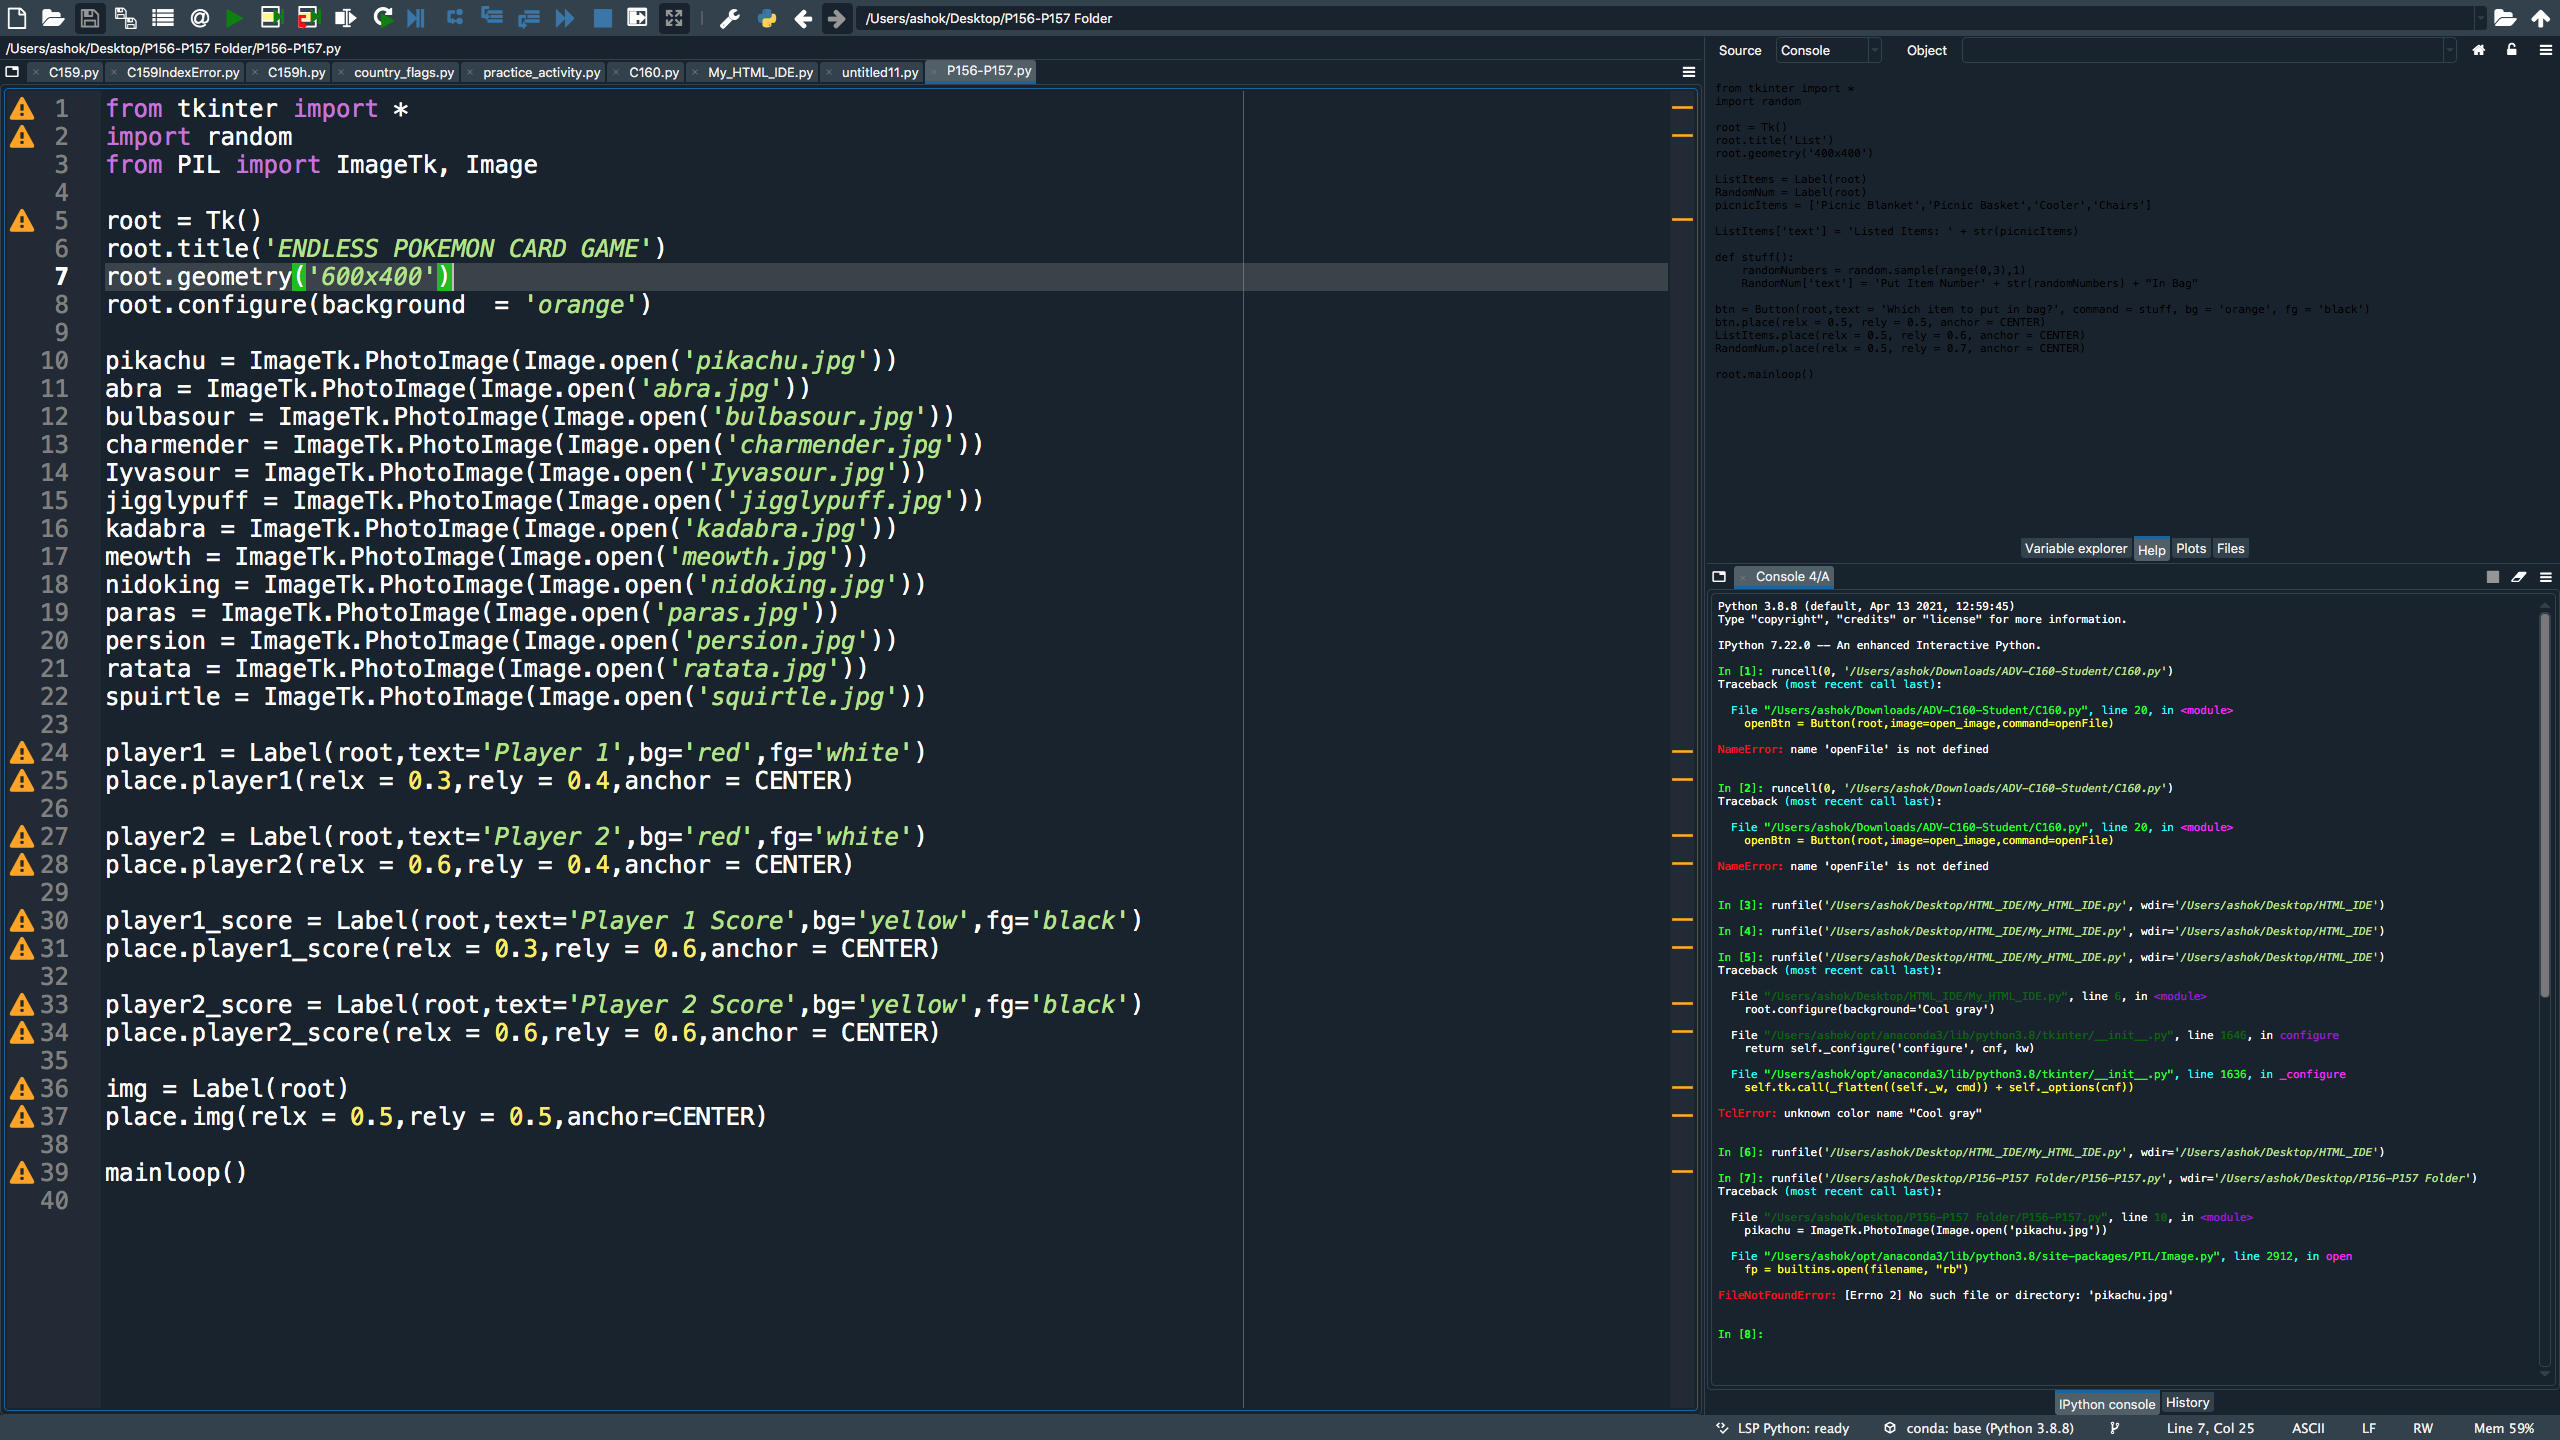 /Users/ashok/Desktop/P156-P157 Folder
/Users/ashok/Desktop/P156-P157 Folder/P156-P157.py
C159.py C159IndexError.py C159h.py country_flags.py practice_activity.py C160.py My_HTML_IDE.py untitled11.py P156-P157.py
1 from tkinter import *
2 import random
3 from PIL import ImageTk, Image
4
5 root = Tk()
6 root.title('ENDLESS POKEMON CARD GAME')
7 root.geometry('600x400')
8 root.configure(background  = 'orange')
9
10 pikachu = ImageTk.PhotoImage(Image.open('pikachu.jpg'))
11 abra = ImageTk.PhotoImage(Image.open('abra.jpg'))
12 bulbasour = ImageTk.PhotoImage(Image.open('bulbasour.jpg'))
13 charmender = ImageTk.PhotoImage(Image.open('charmender.jpg'))
14 Iyvasour = ImageTk.PhotoImage(Image.open('Iyvasour.jpg'))
15 jigglypuff = ImageTk.PhotoImage(Image.open('jigglypuff.jpg'))
16 kadabra = ImageTk.PhotoImage(Image.open('kadabra.jpg'))
17 meowth = ImageTk.PhotoImage(Image.open('meowth.jpg'))
18 nidoking = ImageTk.PhotoImage(Image.open('nidoking.jpg'))
19 paras = ImageTk.PhotoImage(Image.open('paras.jpg'))
20 persion = ImageTk.PhotoImage(Image.open('persion.jpg'))
21 ratata = ImageTk.PhotoImage(Image.open('ratata.jpg'))
22 spuirtle = ImageTk.PhotoImage(Image.open('squirtle.jpg'))
23
24 player1 = Label(root,text='Player 1',bg='red',fg='white')
25 place.player1(relx = 0.3,rely = 0.4,anchor = CENTER)
26
27 player2 = Label(root,text='Player 2',bg='red',fg='white')
28 place.player2(relx = 0.6,rely = 0.4,anchor = CENTER)
29
30 player1_score = Label(root,text='Player 1 Score',bg='yellow',fg='black')
31 place.player1_score(relx = 0.3,rely = 0.6,anchor = CENTER)
32
33 player2_score = Label(root,text='Player 2 Score',bg='yellow',fg='black')
34 place.player2_score(relx = 0.6,rely = 0.6,anchor = CENTER)
35
36 img = Label(root)
37 place.img(relx = 0.5,rely = 0.5,anchor=CENTER)
38
39 mainloop()
40
Source Console Object
from tkinter import *
import random
root = Tk()
root.title('List')
root.geometry('400x400')
ListItems = Label(root)
RandomNum = Label(root)
picnicItems = ['Picnic Blanket','Picnic Basket','Cooler','Chairs']
ListItems['text'] = 'Listed Items: ' + str(picnicItems)
def stuff():
    randomNumbers = random.sample(range(0,3),1)
    RandomNum['text'] = 'Put Item Number' + str(randomNumbers) + "In Bag"
btn = Button(root,text = 'Which item to put in bag?', command = stuff, bg = 'orange', fg = 'black')
btn.place(relx = 0.5, rely = 0.5, anchor = CENTER)
ListItems.place(relx = 0.5, rely = 0.6, anchor = CENTER)
RandomNum.place(relx = 0.5, rely = 0.7, anchor = CENTER)
root.mainloop()
Variable explorer Help Plots Files
Console 4/A
Python 3.8.8 (default, Apr 13 2021, 12:59:45)
Type "copyright", "credits" or "license" for more information.
IPython 7.22.0 -- An enhanced Interactive Python.
In [1]: runcell(0, '/Users/ashok/Downloads/ADV-C160-Student/C160.py')
Traceback (most recent call last):
  File "/Users/ashok/Downloads/ADV-C160-Student/C160.py", line 20, in <module>
    openBtn = Button(root,image=open_image,command=openFile)
NameError: name 'openFile' is not defined
In [2]: runcell(0, '/Users/ashok/Downloads/ADV-C160-Student/C160.py')
Traceback (most recent call last):
  File "/Users/ashok/Downloads/ADV-C160-Student/C160.py", line 20, in <module>
    openBtn = Button(root,image=open_image,command=openFile)
NameError: name 'openFile' is not defined
In [3]: runfile('/Users/ashok/Desktop/HTML_IDE/My_HTML_IDE.py', wdir='/Users/ashok/Desktop/HTML_IDE')
In [4]: runfile('/Users/ashok/Desktop/HTML_IDE/My_HTML_IDE.py', wdir='/Users/ashok/Desktop/HTML_IDE')
In [5]: runfile('/Users/ashok/Desktop/HTML_IDE/My_HTML_IDE.py', wdir='/Users/ashok/Desktop/HTML_IDE')
Traceback (most recent call last):
  File "/Users/ashok/Desktop/HTML_IDE/My_HTML_IDE.py", line 6, in <module>
    root.configure(background='Cool gray')
  File "/Users/ashok/opt/anaconda3/lib/python3.8/tkinter/__init__.py", line 1646, in configure
    return self._configure('configure', cnf, kw)
  File "/Users/ashok/opt/anaconda3/lib/python3.8/tkinter/__init__.py", line 1636, in _configure
    self.tk.call(_flatten((self._w, cmd)) + self._options(cnf))
TclError: unknown color name "Cool gray"
In [6]: runfile('/Users/ashok/Desktop/HTML_IDE/My_HTML_IDE.py', wdir='/Users/ashok/Desktop/HTML_IDE')
In [7]: runfile('/Users/ashok/Desktop/P156-P157 Folder/P156-P157.py', wdir='/Users/ashok/Desktop/P156-P157 Folder')
Traceback (most recent call last):
  File "/Users/ashok/Desktop/P156-P157 Folder/P156-P157.py", line 10, in <module>
    pikachu = ImageTk.PhotoImage(Image.open('pikachu.jpg'))
  File "/Users/ashok/opt/anaconda3/lib/python3.8/site-packages/PIL/Image.py", line 2912, in open
    fp = builtins.open(filename, "rb")
FileNotFoundError: [Errno 2] No such file or directory: 'pikachu.jpg'
In [8]:
IPython console History
LSP Python: ready conda: base (Python 3.8.8) Line 7, Col 25 ASCII LF RW Mem 59%